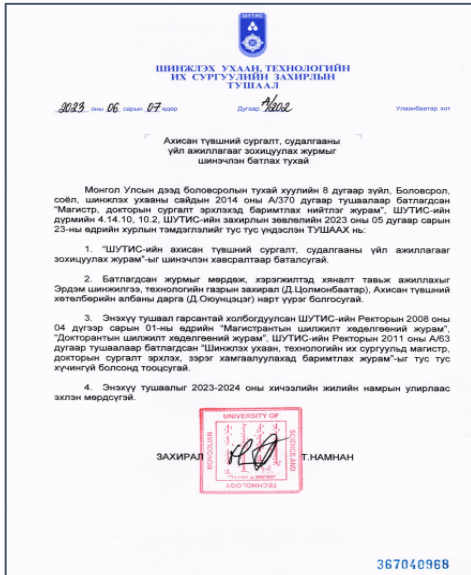 ШУТИС
ШИНЖЛЭХ УХААН, ТЕХНОЛОГИЙН
ИХ СУРГУУЛИЙН ЗАХИРЛЫН
ТУШААЛ
2023 оны 06 сарын 07 өдөр Дугаар А/202 Улаанбаатар хот
Ахисан түвшний сургалт, судалгааны
үйл ажиллагааг зохицуулах журмыг
шинэчлэн батлах тухай
Монгол Улсын дээд боловсролын тухай хуулийн 8 дугаар зүйл, Боловсрол,
соёл, шинжлэх ухааны сайдын 2014 оны А/370 дугаар тушаалаар батлагдсан
"Магистр, докторын сургалт эрхлэхэд баримтлах нийтлэг журам", ШУТИС-ийн
дүрмийн 4.14.10, 10.2, ШУТИС-ийн захирлын зөвлөлийн 2023 оны 05 дугаар сарын
23-ны өдрийн хурлын тэмдэглэлийг тус тус үндэслэн ТУШААХ нь:
1. "ШУТИС-ийн ахисан түвшний сургалт, судалгааны үйл ажиллагааг
зохицуулах журам"-ыг шинэчлэн хавсралтаар баталсугай.
2. Батлагдсан журмыг мөрдөж, хэрэгжилтэд хяналт тавьж ажиллахыг
Эрдэм шинжилгээ, технологийн газрын захирал (Д.Цолмонбаатар), Ахисан түвшний
хөтөлбөрийн албаны дарга (Д.Оюунцэцэг) нарт үүрэг болгосугай.
3. Энэхүү тушаал гарсантай холбогдуулсан ШУТИС-ийн Ректорын 2008 оны
04 дүгээр сарын 01-ны өдрийн "Магистрантын шилжилт хөдөлгөөний журам",
"Докторантын шилжилт хөдөлгөөний журам", ШУТИС-ийн Ректорын 2011 оны А/63
дугаар тушаалаар батлагдсан "Шинжлэх ухаан, технологийн их сургуульд магистр,
докторын сургалт эрхлэх, зэрэг хамгаалуулахад баримтлах журам"-ыг тус тус
хүчингүй болсонд тооцсугай.
4. Энэхүү тушаалыг 2023-2024 оны хичээлийн жилийн намрын улирлаас
эхлэн мөрдсүгэй.
ЗАХИРАЛ Т.НАМНАН
UNIVERSITY OF
SCIENCE AND
TECHNOLOGY
MONGOLIAN
367040968